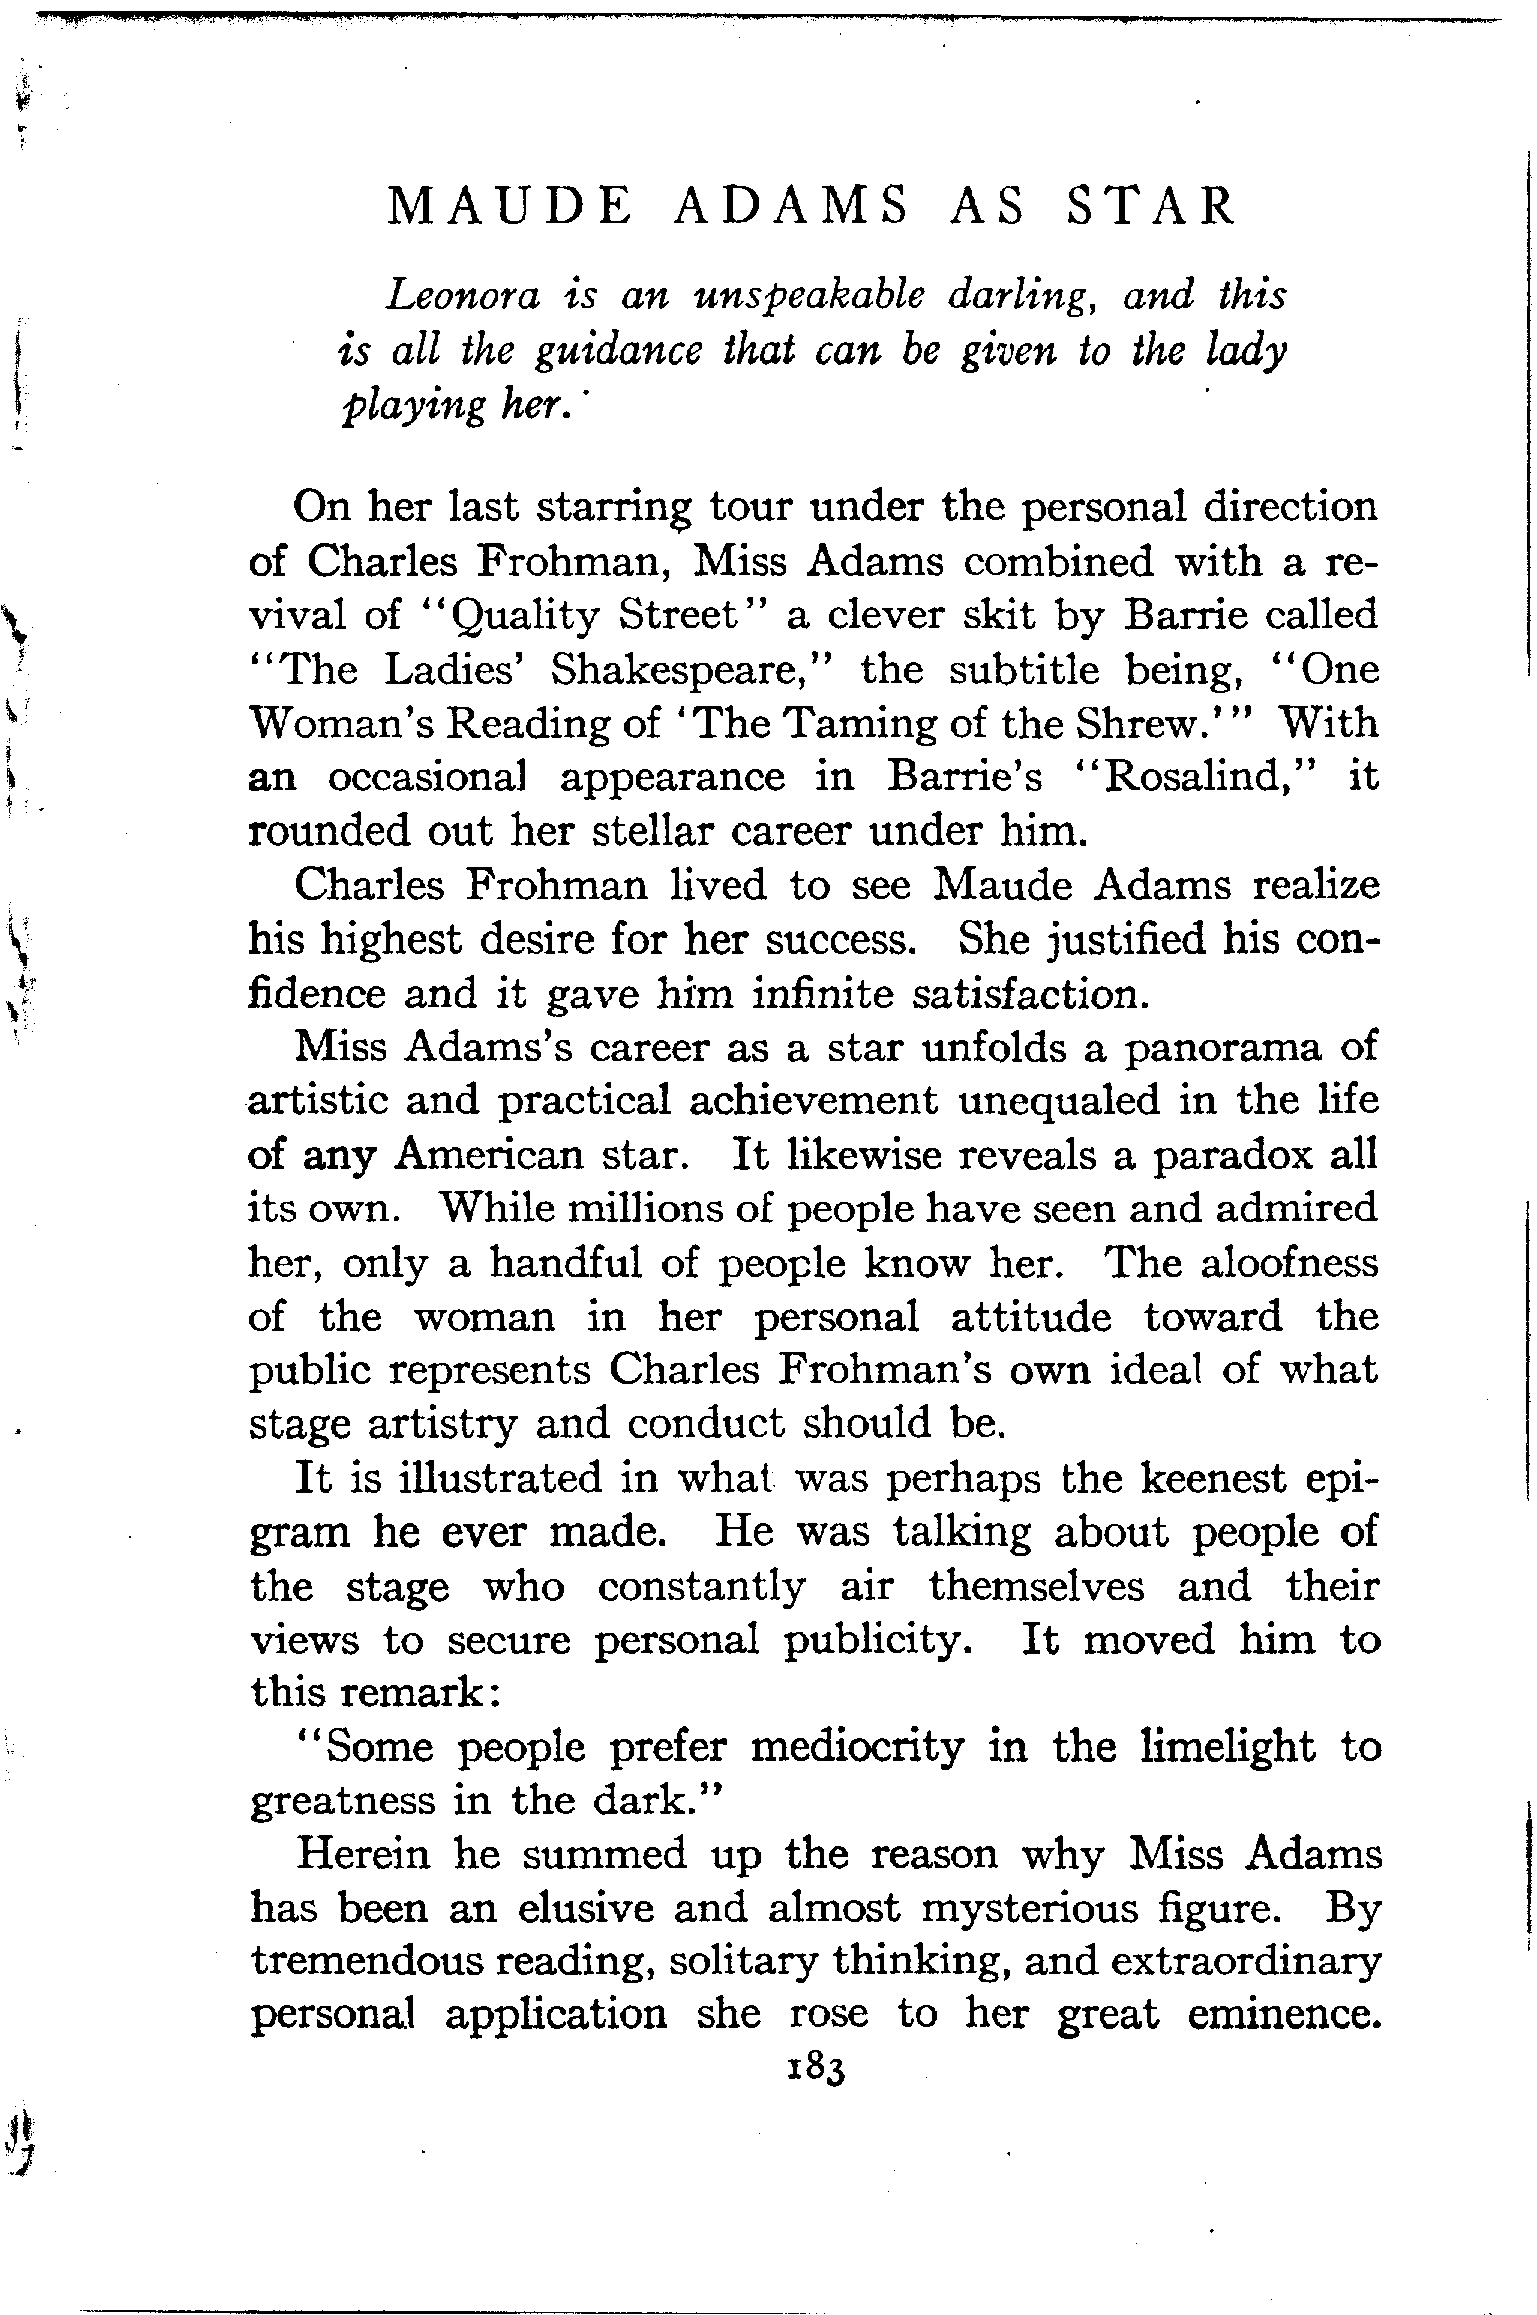 MAUDE ADAMS AS STAR
Leonora is an unspeakable darling, and this
is all the guidance that can be given to the lady
playing her.
On her last starring tour under the personal direction
of Charles Frohman, Miss Adams combined with a re-
vival of "Quality Street" a clever skit by Barrie called
"The Ladies' Shakespeare," the subtitle being, "One
Woman's Reading of 'The Taming of the Shrew.'" With
an occasional appearance in Barrie's "Rosalind," it
rounded out her stellar career under him.
Charles Frohman lived to see Maude Adams realize
his highest desire for her success. She justified his con-
fidence and it gave him infinite satisfaction.
Miss Adams's career as a star unfolds a panorama of
artistic and practical achievement unequaled in the life
of any American star. It likewise reveals a paradox all
its own. While millions of people have seen and admired
her, only a handful of people know her. The aloofness
of the woman in her personal attitude toward the
public represents Charles Frohman's own ideal of what
stage artistry and conduct should be.
It is illustrated in what was perhaps the keenest epi-
gram he ever made. He was talking about people of
the stage who constantly air themselves and their
views to secure personal publicity. It moved him to
this remark:
"Some people prefer mediocrity in the limelight to
greatness in the dark."
Herein he summed up the reason why Miss Adams
has been an elusive and almost mysterious figure. By
tremendous reading, solitary thinking, and extraordinary
personal application she rose to her great eminence.
183